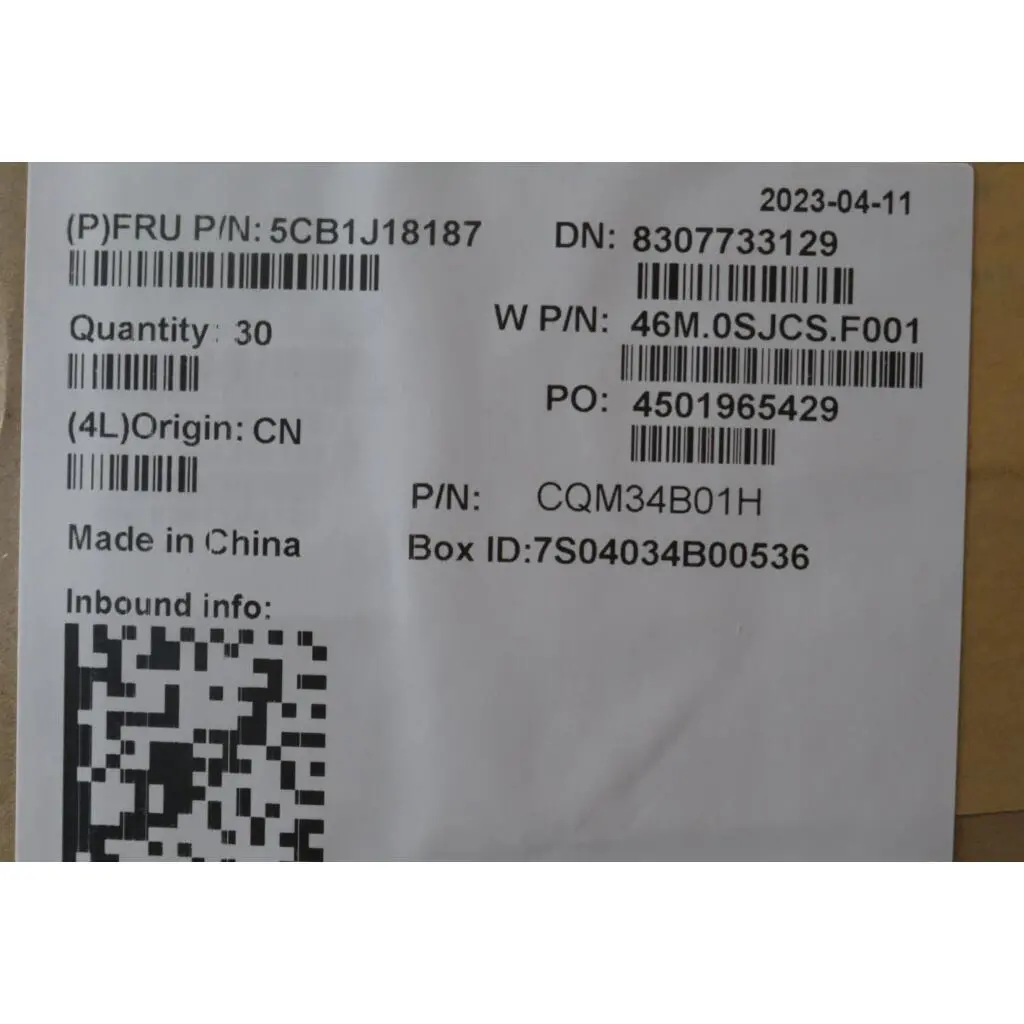 2023-04-11
(P)FRU P/N: 5CB1J18187
DN: 8307733129
Quantity: 30
W P/N: 46M.0SJCS.F001
(4L)Origin: CN
PO: 4501965429
P/N: CQM34B01H
Made in China
Box ID:7S04034B00536
Inbound info: